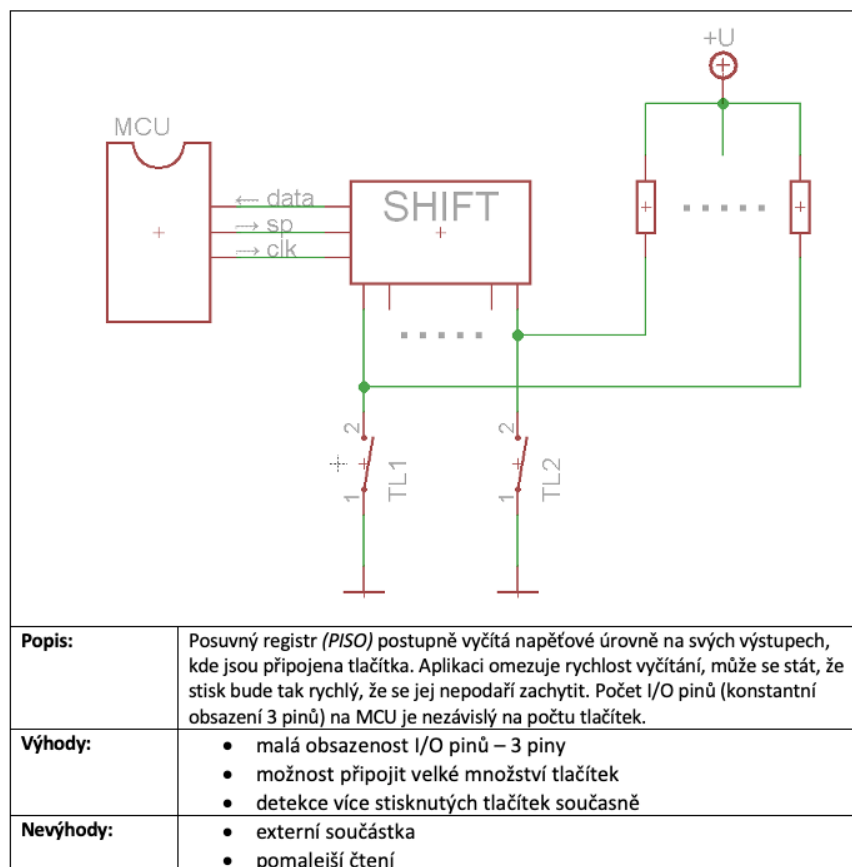 +U
MCU
← data
→ sp
→ clk
SHIFT
2
1
TL1
2
1
TL2
Popis:
Posuvný registr (PISO) postupně vyčítá napěťové úrovně na svých výstupech,
kde jsou připojena tlačítka. Aplikaci omezuje rychlost vyčítání, může se stát, že
stisk bude tak rychlý, že se jej nepodaří zachytit. Počet I/O pinů (konstantní
obsazení 3 pinů) na MCU je nezávislý na počtu tlačítek.
Výhody:
• malá obsazenost I/O pinů – 3 piny
• možnost připojit velké množství tlačítek
• detekce více stisknutých tlačítek současně
Nevýhody:
• externí součástka
• pomalejší čtení